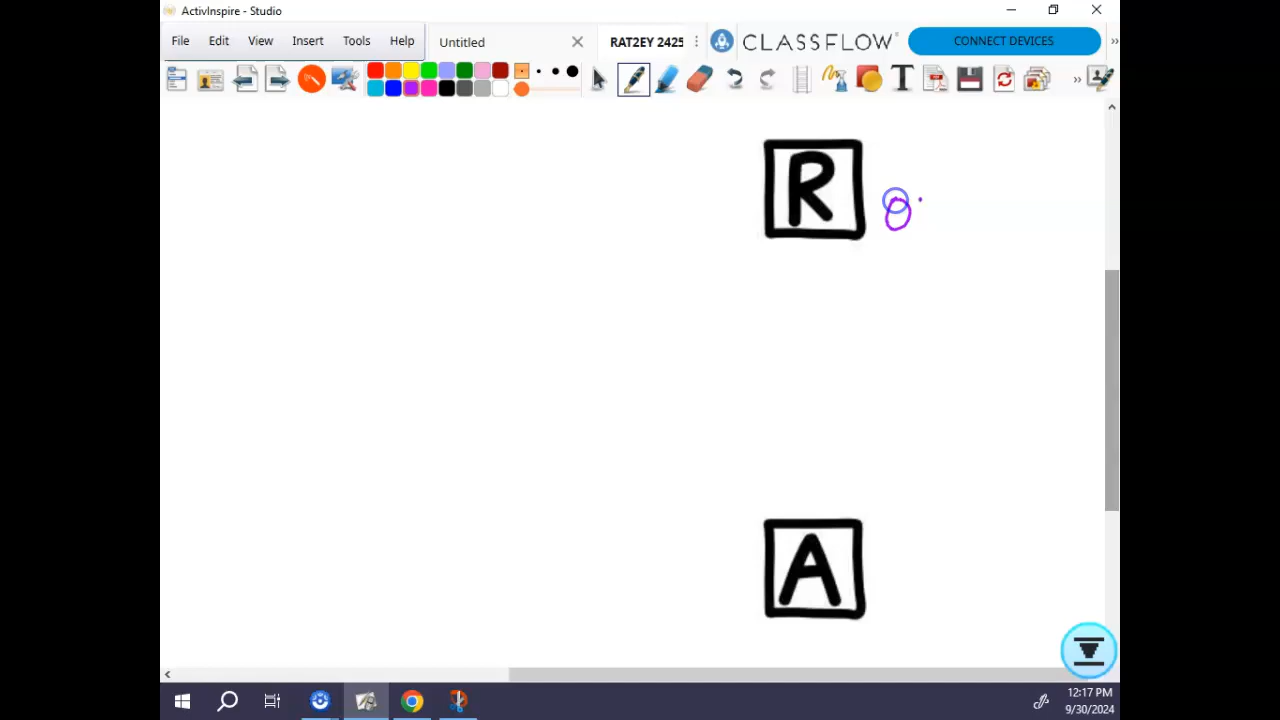 ActivInspire - Studio
File Edit View Insert Tools Help Untitled RAT2EY 2425 CLASSFLOW CONNECT DEVICES
R
A
12:17 PM
9/30/2024